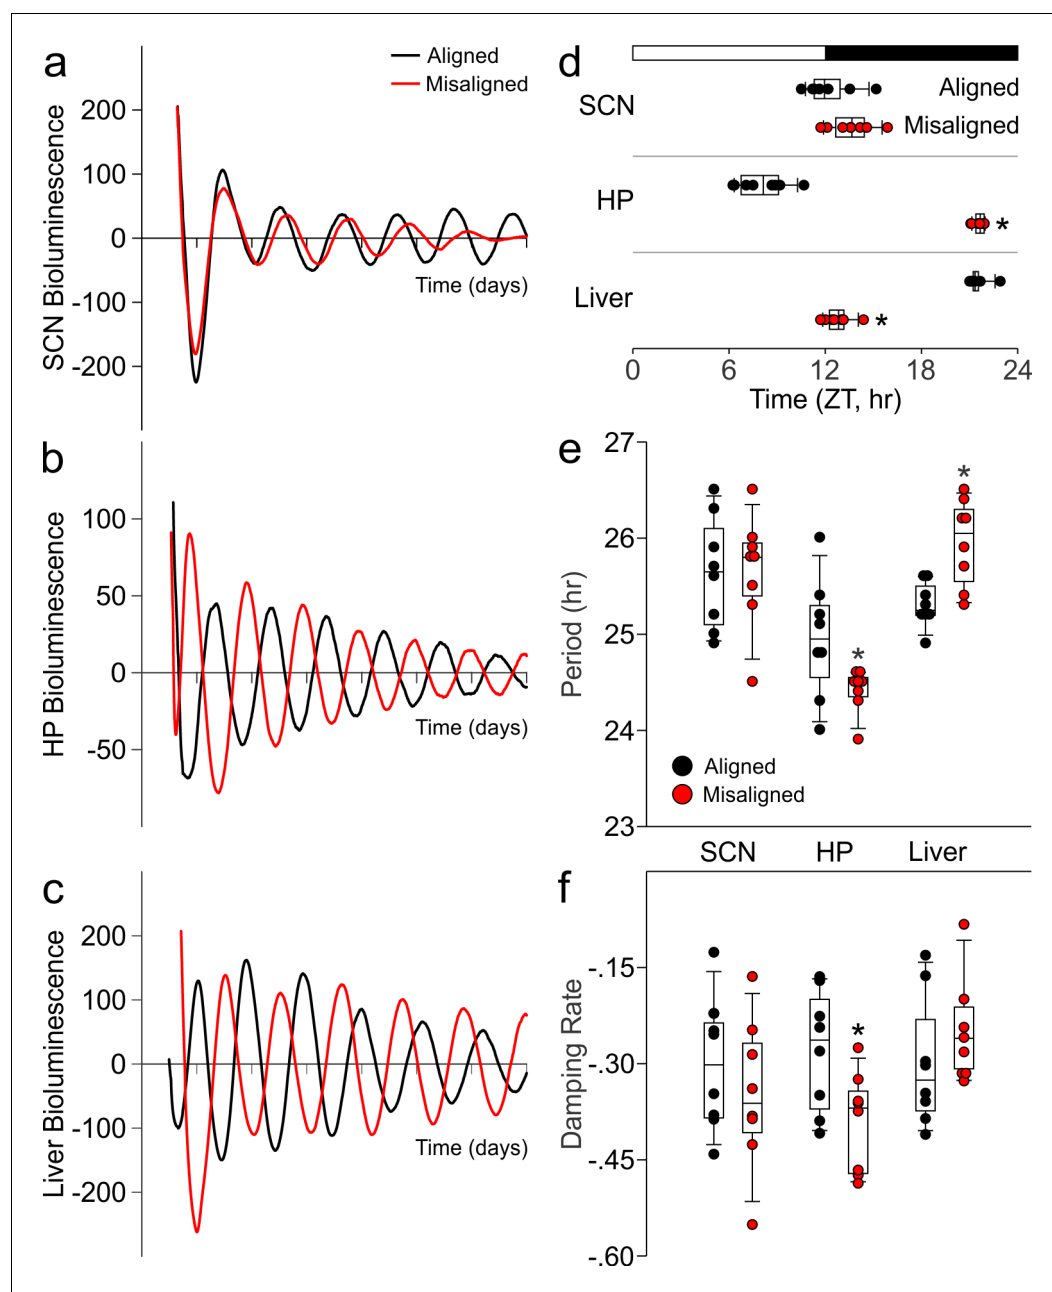 a
Aligned
Misaligned
SCN Bioluminescence
200
100
0
-100
-200
Time (days)
b
HP Bioluminescence
100
50
0
-50
Time (days)
c
Liver Bioluminescence
200
100
0
-100
-200
Time (days)
d
SCN
Aligned
Misaligned
HP
*
Liver
*
0 6 12 18 24
Time (ZT, hr)
e
Period (hr)
27
26
25
24
23
*
*
Aligned
Misaligned
SCN HP Liver
f
Damping Rate
-.15
-.30
-.45
-.60
*